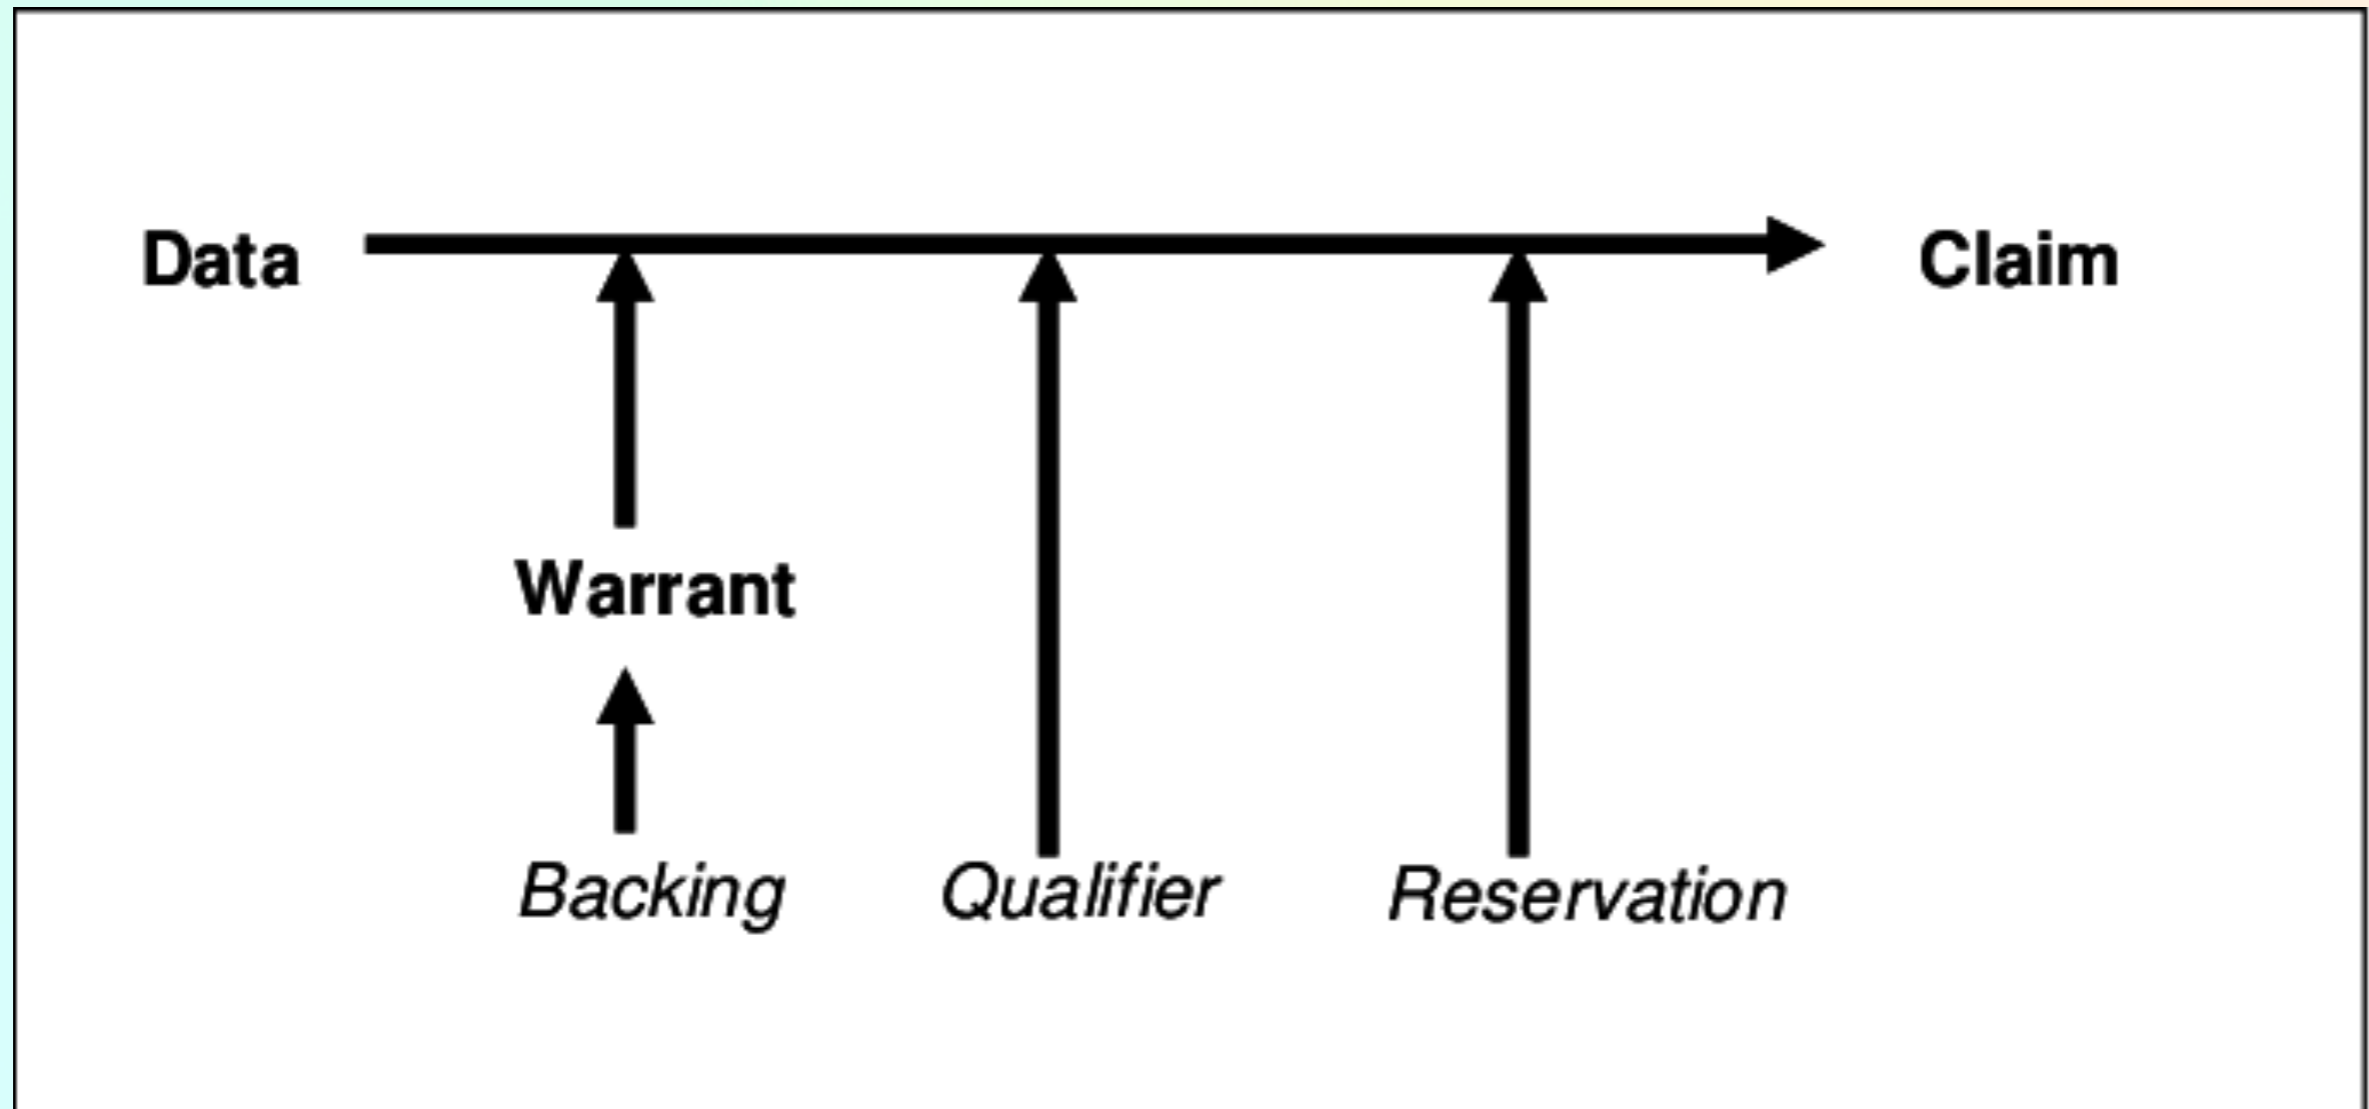 Data
Claim
Warrant
Backing
Qualifier
Reservation